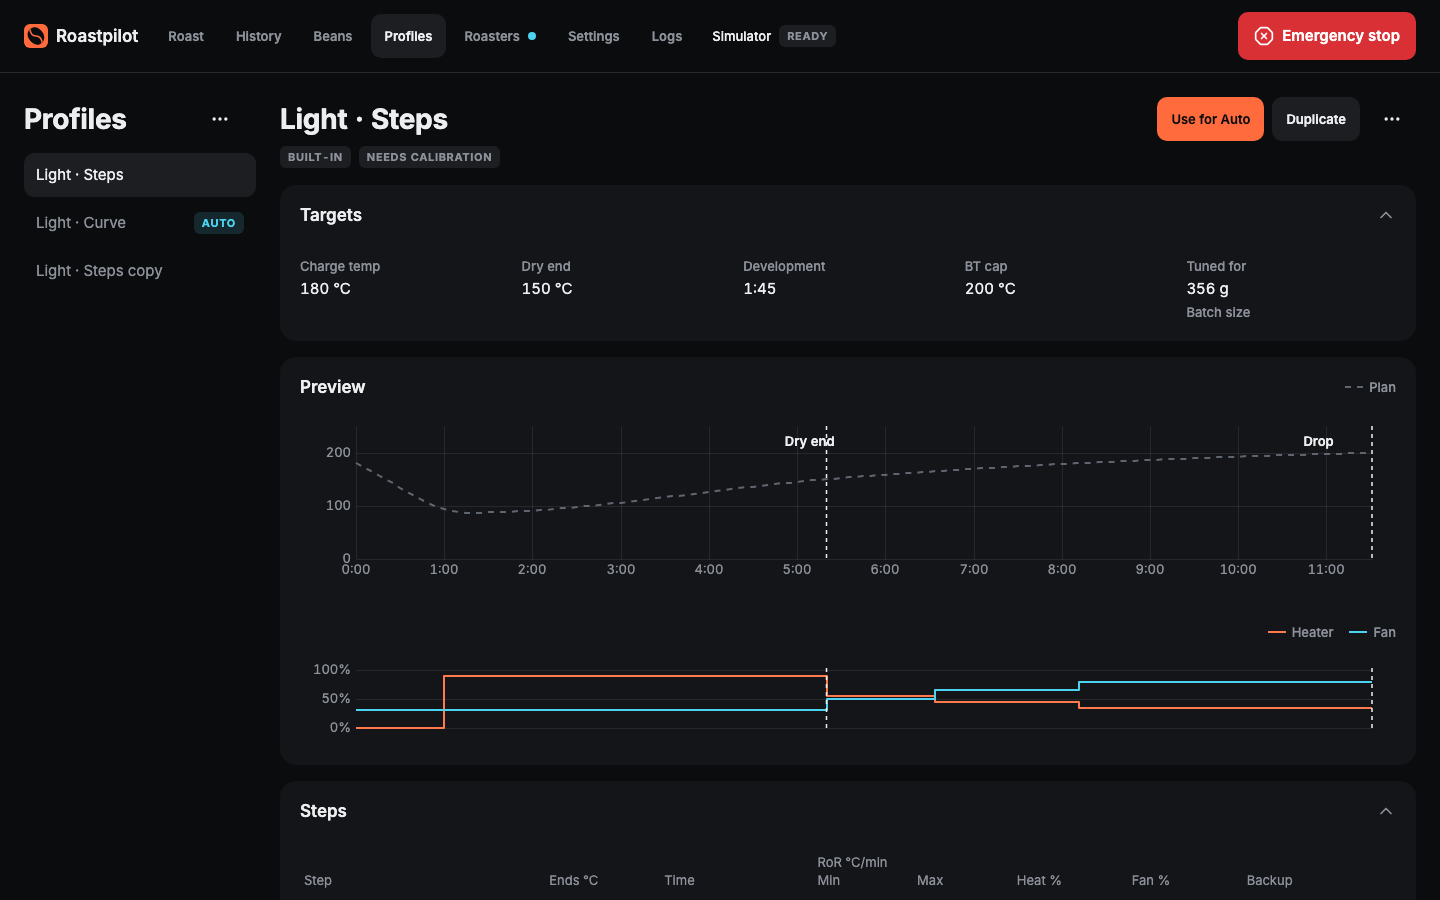 Roastpilot
Roast
History
Beans
Profiles
Roasters
Settings
Logs
Simulator
READY
Emergency stop
Profiles
Light · Steps
Light · Curve
AUTO
Light · Steps copy
Light · Steps
Use for Auto
Duplicate
BUILT-IN
NEEDS CALIBRATION
Targets
Charge temp
180 °C
Dry end
150 °C
Development
1:45
BT cap
200 °C
Tuned for
356 g
Batch size
Preview
Plan
Dry end
Drop
200
100
0
0:00 1:00 2:00 3:00 4:00 5:00 6:00 7:00 8:00 9:00 10:00 11:00
Heater
Fan
100%
50%
0%
Steps
RoR °C/min
Step Ends °C Time Min Max Heat % Fan % Backup